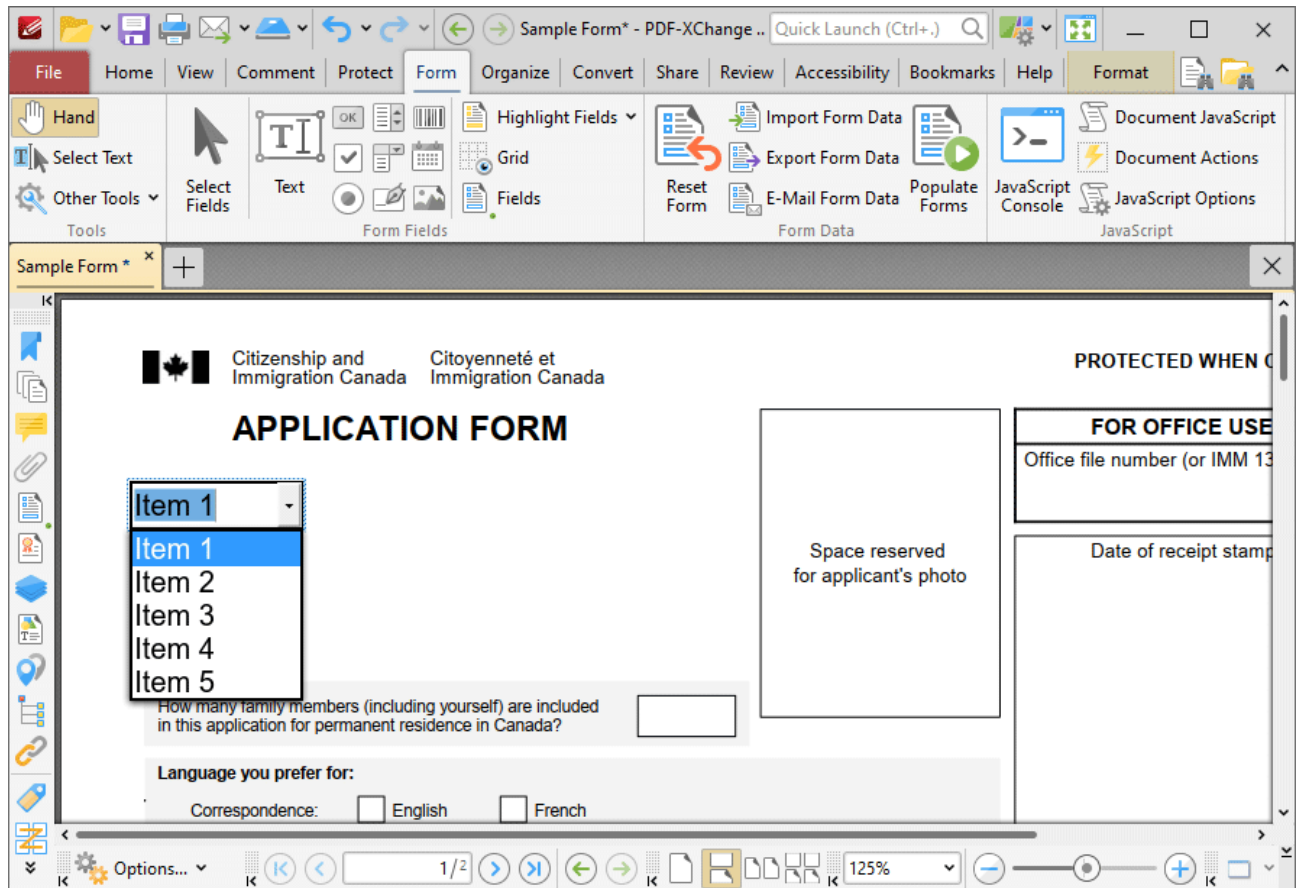 Sample Form* - PDF-XChange .. Quick Launch (Ctrl+.)
File Home View Comment Protect Form Organize Convert Share Review Accessibility Bookmarks Help Format
Hand
Select Text
Other Tools
Tools
Select Fields
Text
OK
Highlight Fields
Grid
Fields
Form Fields
Reset Form
Import Form Data
Export Form Data
E-Mail Form Data
Populate Forms
Form Data
JavaScript Console
Document JavaScript
Document Actions
JavaScript Options
JavaScript
Sample Form *
Citizenship and Immigration Canada
Citoyenneté et Immigration Canada
PROTECTED WHEN
APPLICATION FORM
FOR OFFICE USE
Office file number (or IMM 13
Item 1
Item 1
Item 2
Item 3
Item 4
Item 5
Space reserved
for applicant's photo
Date of receipt stamp
How many family members (including yourself) are included
in this application for permanent residence in Canada?
Language you prefer for:
Correspondence: English French
Options... 1/2 125%